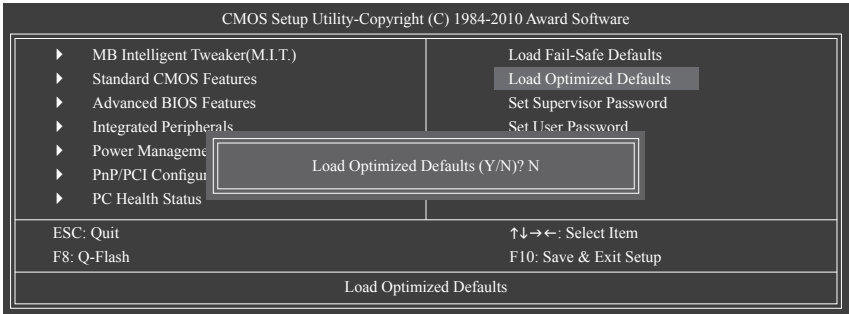 CMOS Setup Utility-Copyright (C) 1984-2010 Award Software
MB Intelligent Tweaker(M.I.T.)
Standard CMOS Features
Advanced BIOS Features
Integrated Peripherals
Power Manageme
PnP/PCI Configur
PC Health Status
Load Fail-Safe Defaults
Load Optimized Defaults
Set Supervisor Password
Set User Password
Load Optimized Defaults (Y/N)? N
ESC: Quit
F8: Q-Flash
↑↓→←: Select Item
F10: Save & Exit Setup
Load Optimized Defaults